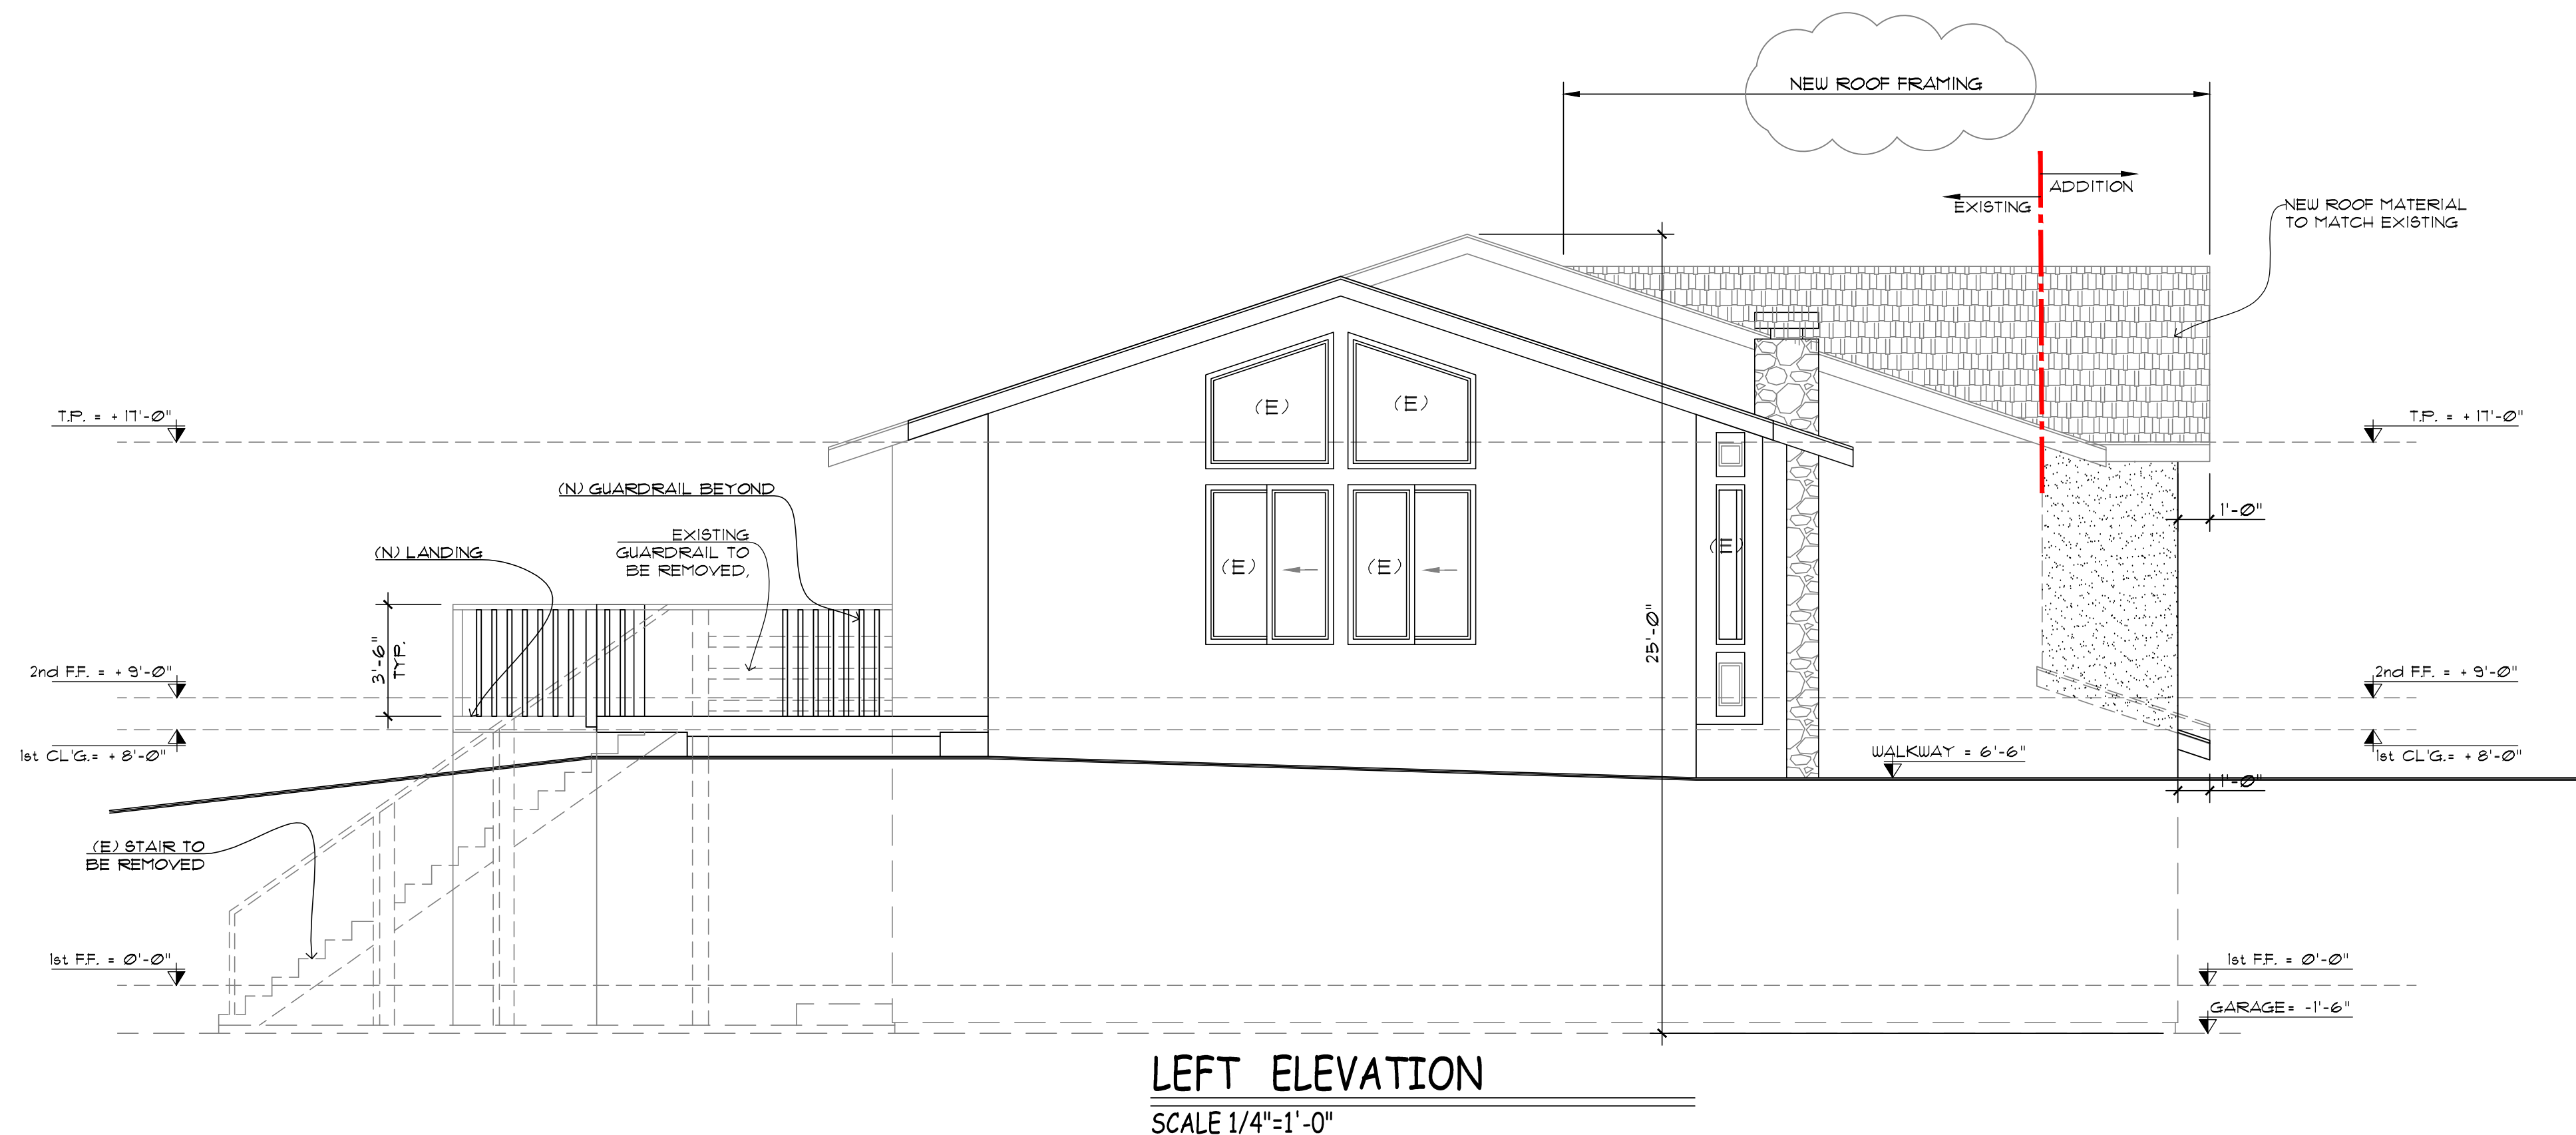 NEW ROOF FRAMING
ADDITION
EXISTING
NEW ROOF MATERIAL
TO MATCH EXISTING
T.P. = +17'-0"
T.P. = +17'-0"
(E)
(E)
(N) GUARDRAIL BEYOND
1'-0"
EXISTING
GUARDRAIL TO
BE REMOVED,
(N) LANDING
(E)
(E)
(E)
3'-6"
TYP.
25'-0"
2nd F.F. = +9'-0"
2nd F.F. = +9'-0"
1st CL'G.= +8'-0"
WALKWAY = 6'-6"
1st CL'G.= +8'-0"
1'-0"
(E) STAIR TO
BE REMOVED
1st F.F. = 0'-0"
1st F.F. = 0'-0"
GARAGE= -1'-6"
LEFT ELEVATION
SCALE 1/4"=1'-0"